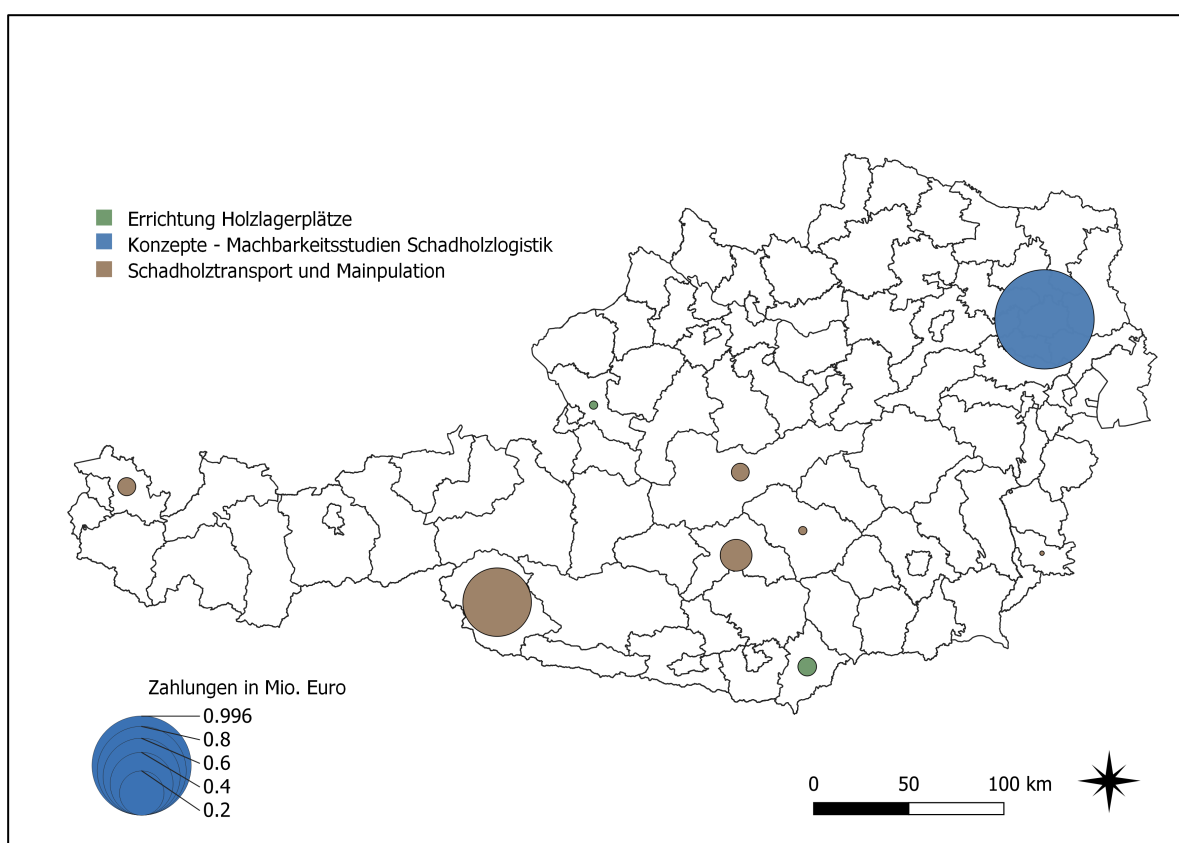 Errichtung Holzlagerplätze
Konzepte - Machbarkeitsstudien Schadholzlogistik
Schadholztransport und Mainpulation
Zahlungen in Mio. Euro
0.996
0.8
0.6
0.4
0.2
0 50 100 km